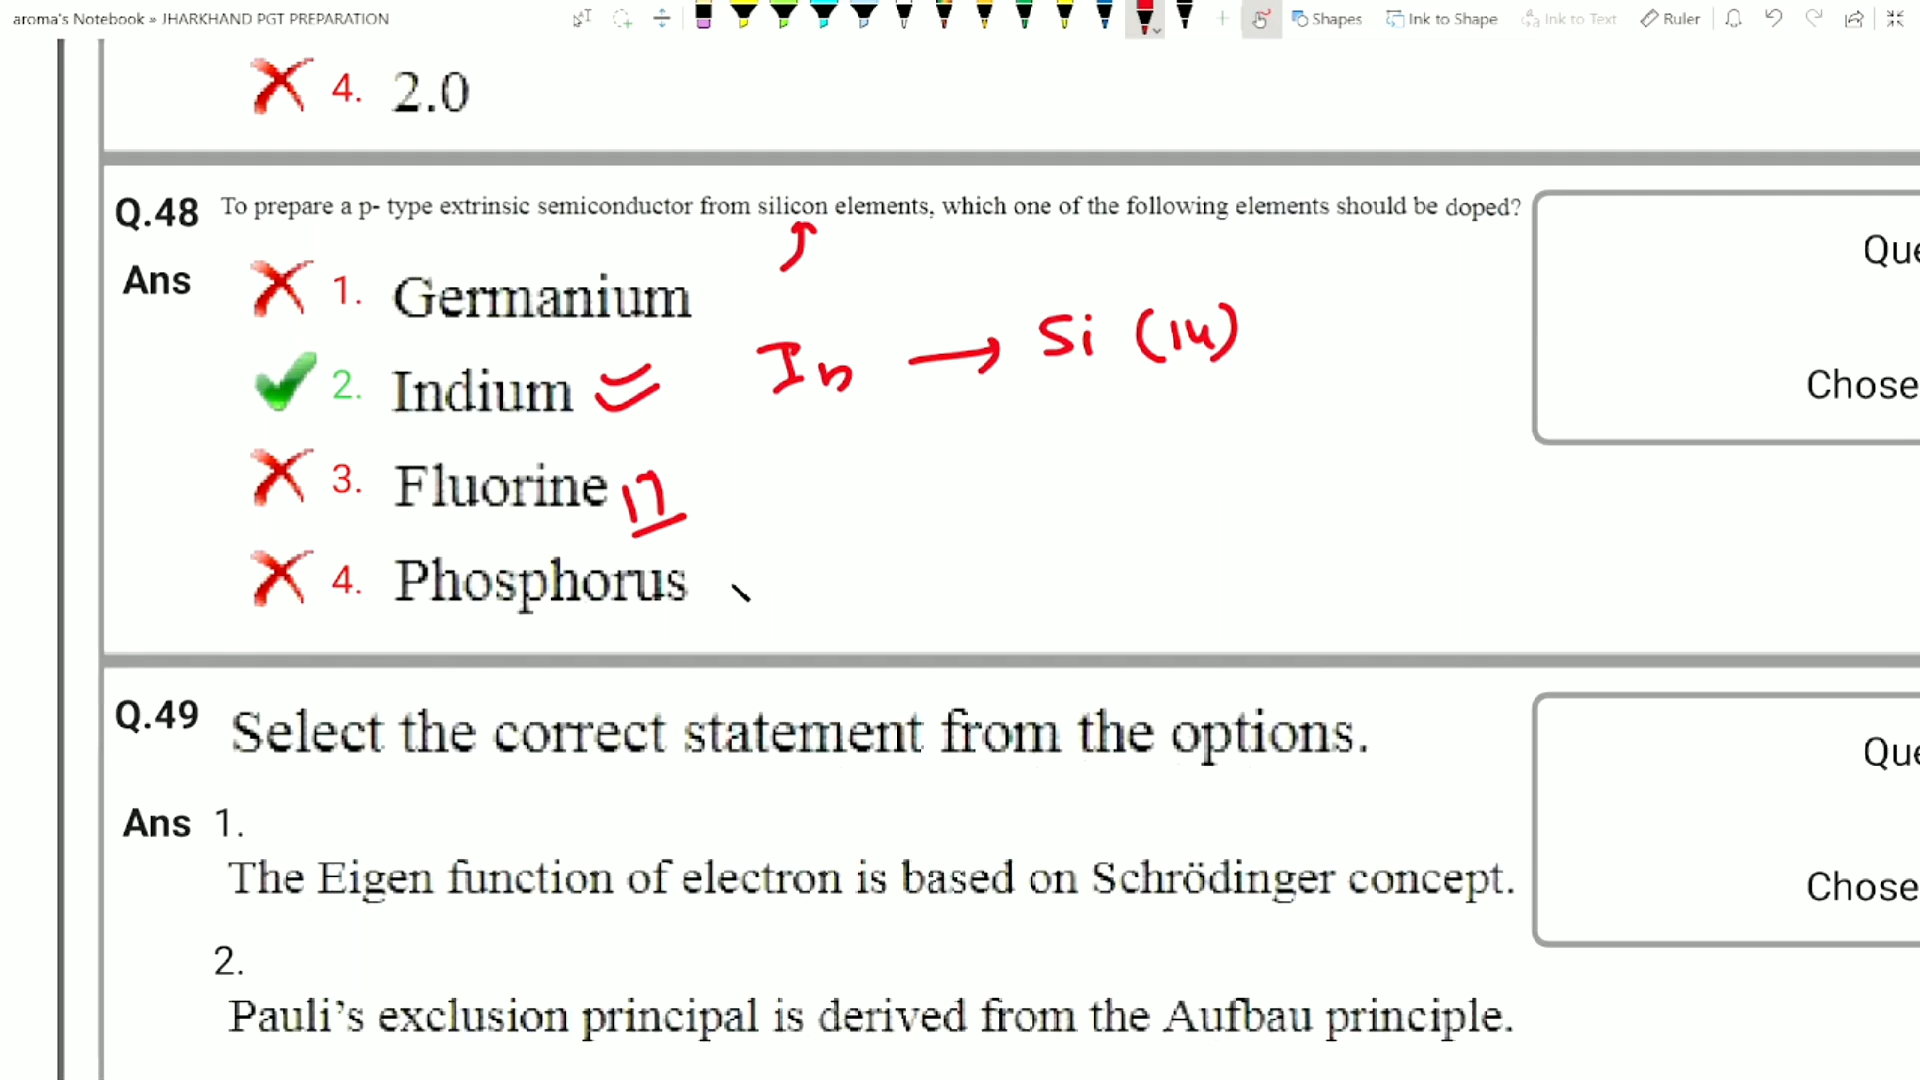 aroma's Notebook » JHARKHAND PGT PREPARATION
Shapes Ink to Shape Ink to Text Ruler
4. 2.0
Q.48 To prepare a p- type extrinsic semiconductor from silicon elements, which one of the following elements should be doped?
Ans 1. Germanium
2. Indium
In → Si (14)
3. Fluorine 17
4. Phosphorus
Que
Chose
Q.49 Select the correct statement from the options.
Ans 1.
The Eigen function of electron is based on Schrödinger concept.
2.
Pauli's exclusion principal is derived from the Aufbau principle.
Que
Chose